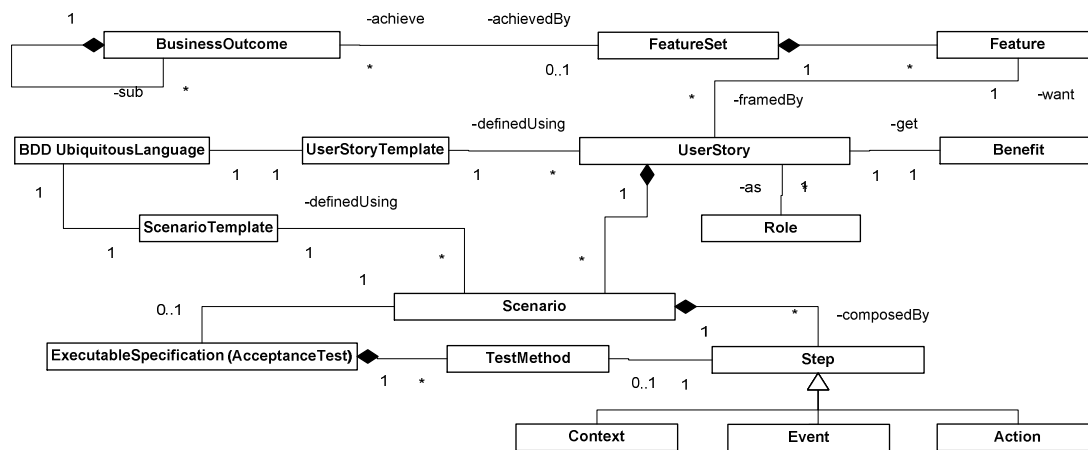 1
-achieve
-achievedBy
BusinessOutcome
FeatureSet
Feature
*
0..1
1
*
-sub
*
*
-framedBy
1
-want
-definedUsing
-get
BDD UbiquitousLanguage
UserStoryTemplate
UserStory
Benefit
1
1
1
*
1
1
1
1
-as
*
1
-definedUsing
ScenarioTemplate
Role
1
1
*
*
1
Scenario
0..1
*
-composedBy
1
ExecutableSpecification (AcceptanceTest)
TestMethod
Step
1
*
0..1
1
Context
Event
Action